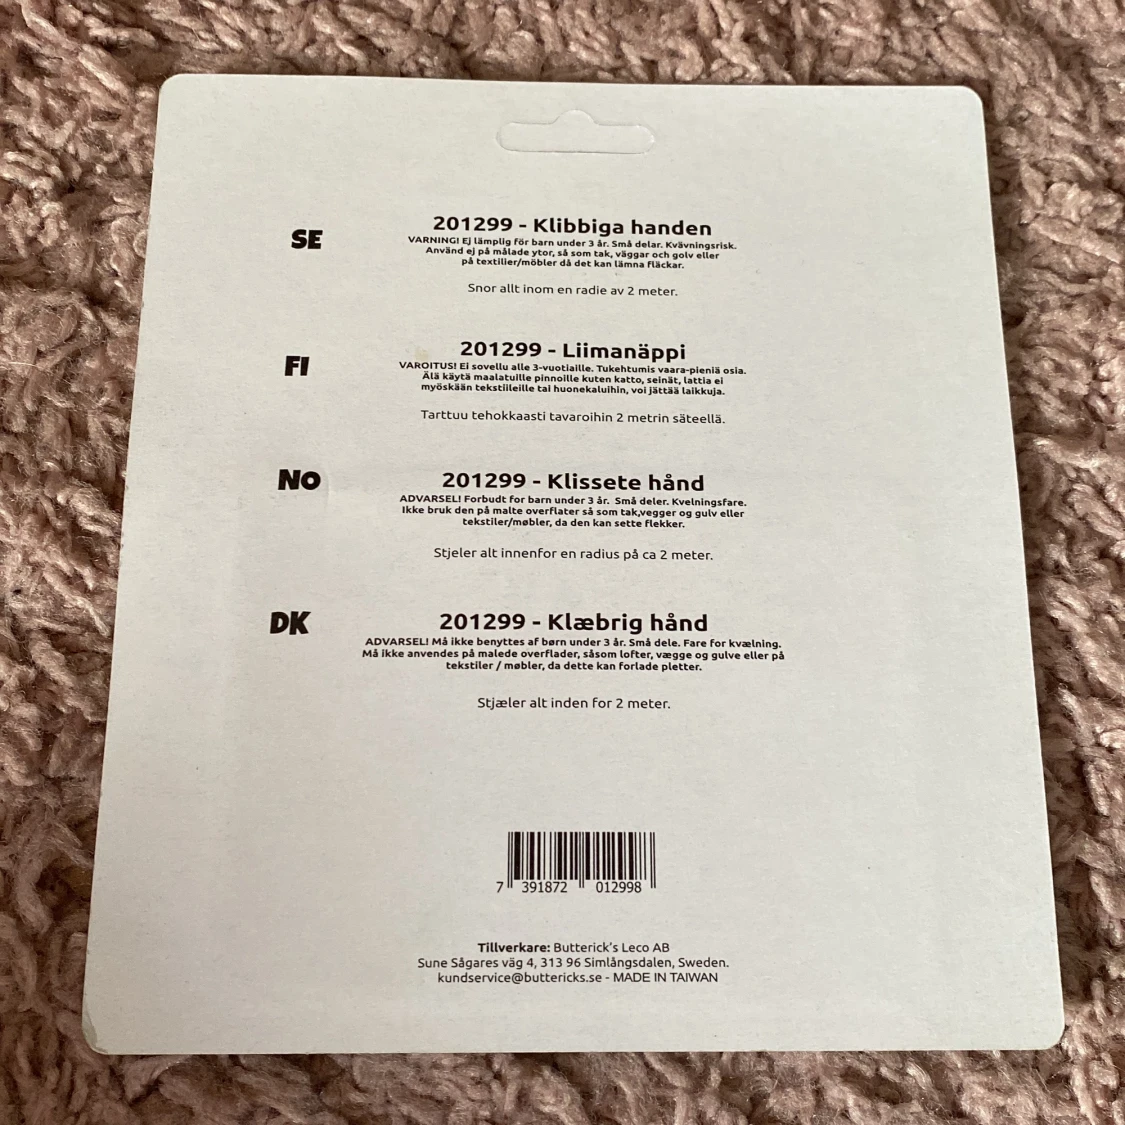 SE
201299 - Klibbiga handen
VARNING! Ej lämplig för barn under 3 år. Små delar. Kvävningsrisk.
Använd ej på målade ytor, så som tak, väggar och golv eller
på textilier/möbler då det kan lämna fläckar.
Snor allt inom en radie av 2 meter.
FI
201299 - Liimanäppi
VAROITUS! Ei sovellu alle 3-vuotiaille. Tukehtumis vaara-pieniä osia.
Älä käytä maalatuille pinnoille kuten katto, seinät, lattia ei
myöskään tekstiileille tai huonekaluihin, voi jättää laikkuja.
Tarttuu tehokkaasti tavaroihin 2 metrin säteellä.
NO
201299 - Klissete hånd
ADVARSEL! Forbudt for barn under 3 år. Små deler. Kvelningsfare.
Ikke bruk den på malte overflater så som tak,vegger og gulv eller
tekstiler/møbler, da den kan sette flekker.
Stjeler alt innenfor en radius på ca 2 meter.
DK
201299 - Klæbrig hånd
ADVARSEL! Må ikke benyttes af børn under 3 år. Små dele. Fare for kvælning.
Må ikke anvendes på malede overflader, såsom lofter, vægge og gulve eller på
tekstiler / møbler, da dette kan forlade pletter.
Stjæler alt inden for 2 meter.
7 391872 012998
Tillverkare: Butterick's Leco AB
Sune Sågares väg 4, 313 96 Simlångsdalen, Sweden.
kundservice@buttericks.se - MADE IN TAIWAN